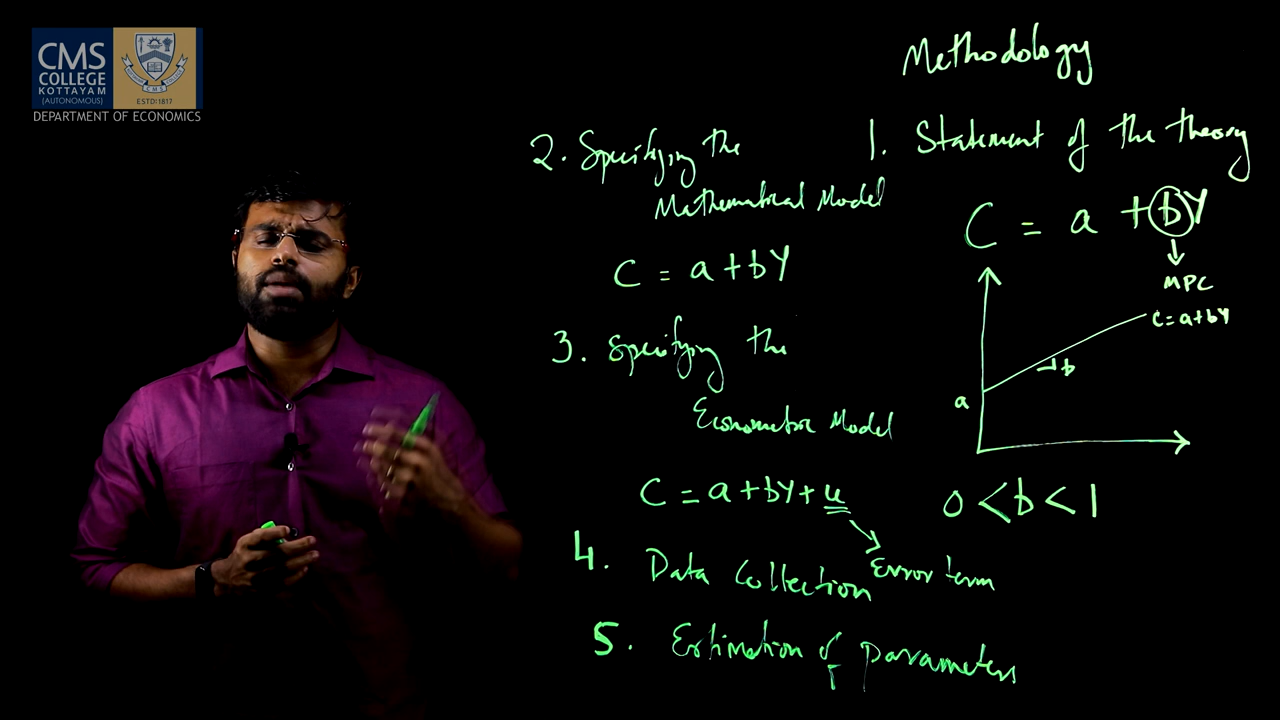 CMS
COLLEGE
KOTTAYAM
(AUTONOMOUS)
ESTD 1817
DEPARTMENT OF ECONOMICS
Methodology
1. Statement of the theory
C = a + bY
MPC
C = a + bY
b
a
0 < b < 1
2. Specifying the
Mathematical Model
C = a + bY
3. Specifying the
Econometric Model
C = a + bY + u
Error term
4. Data Collection
5. Estimation of parameters